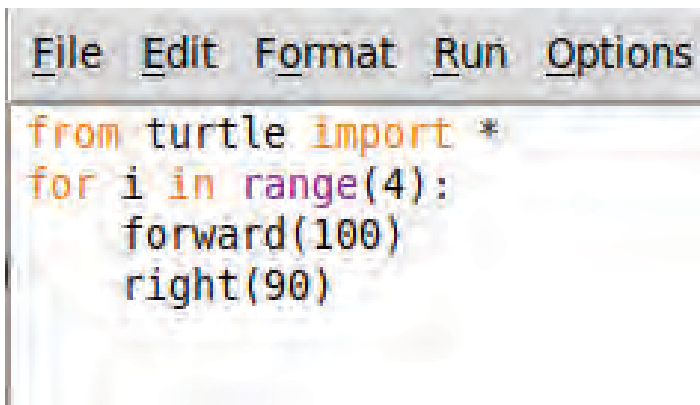 File Edit Format Run Options
from turtle import *
for i in range(4):
    forward(100)
    right(90)